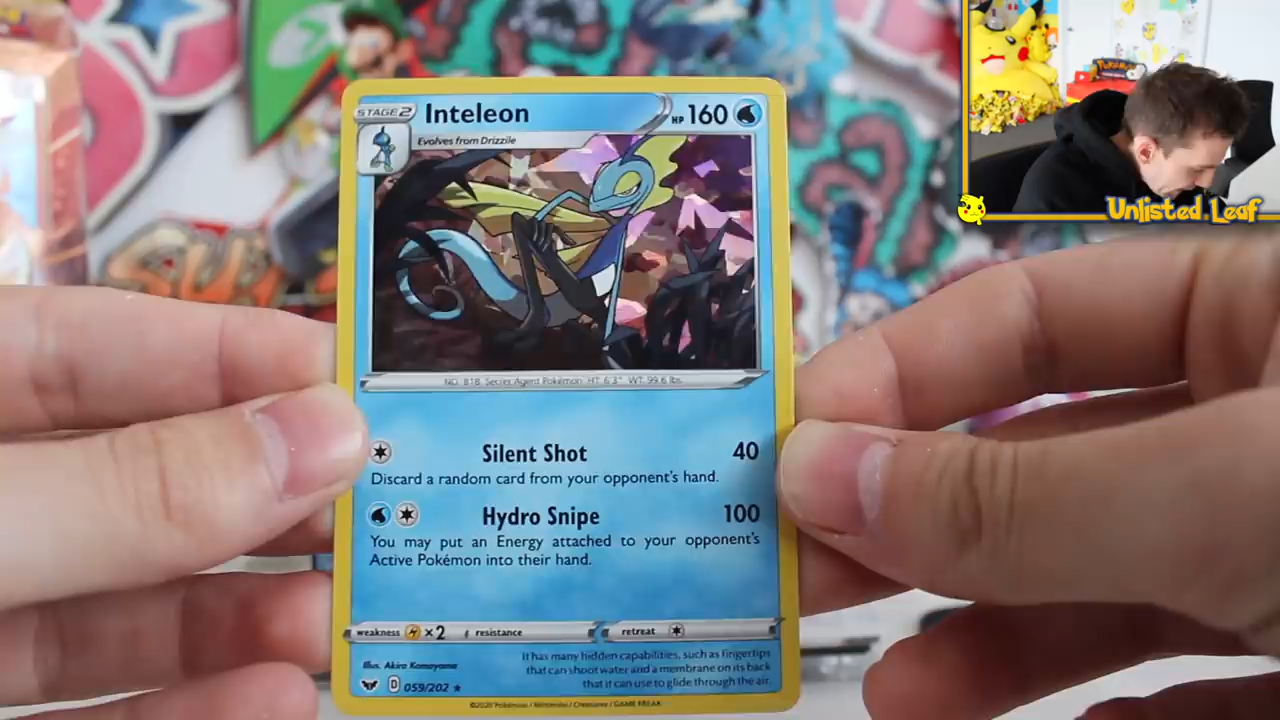 STAGE 2
Inteleon
HP 160
Evolves from Drizzile
Pokémon
Unlisted Leaf
NO. 818 Secret Agent Pokémon HT: 6'3" WT: 99.6 lbs.
Silent Shot 40
Discard a random card from your opponent's hand.
Hydro Snipe 100
You may put an Energy attached to your opponent's
Active Pokémon into their hand.
weakness ×2 resistance retreat
Illus. Akira Komayama
It has many hidden capabilities, such as fingertips
that can shoot water and a membrane on its back
that it can use to glide through the air.
D 059/202 ★
©2020 Pokémon / Nintendo / Creatures / GAME FREAK